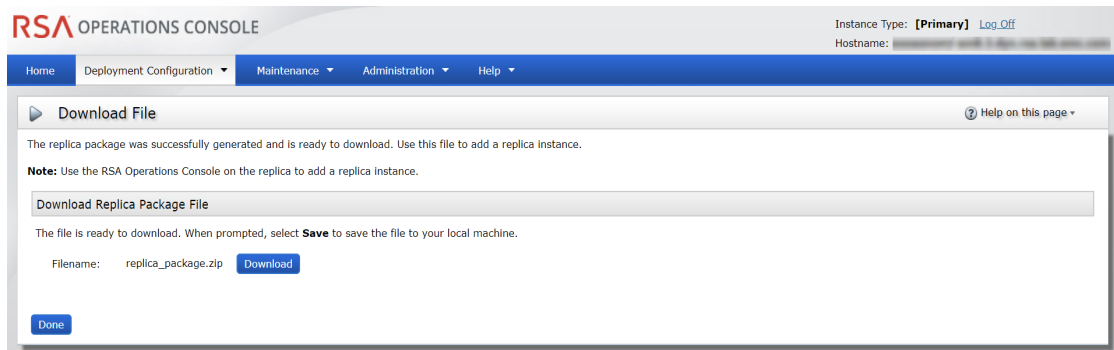 RSA OPERATIONS CONSOLE
Instance Type: [Primary] Log Off
Hostname:
Home Deployment Configuration Maintenance Administration Help
Download File
Help on this page
The replica package was successfully generated and is ready to download. Use this file to add a replica instance.
Note: Use the RSA Operations Console on the replica to add a replica instance.
Download Replica Package File
The file is ready to download. When prompted, select Save to save the file to your local machine.
Filename: replica_package.zip Download
Done